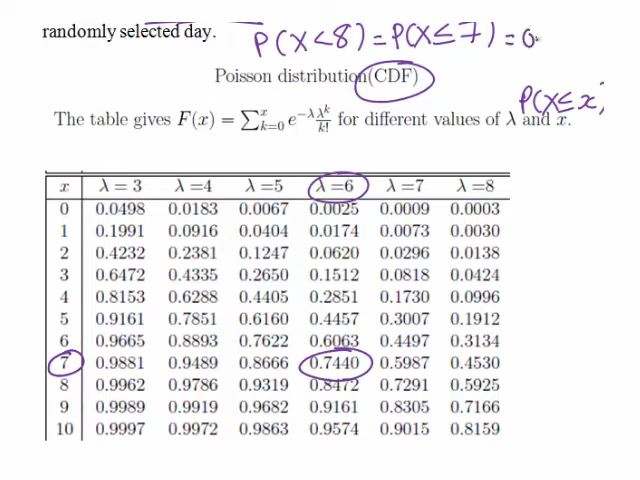 randomly selected day.
P(X<8)=P(X≤7)=0
Poisson distribution(CDF)
P(X≤x)
The table gives F(x) = ∑_{k=0}^{x} e^{-λ} λ^k/k! for different values of λ and x.
x λ = 3 λ =4 λ =5 λ =6 λ =7 λ =8
0 0.0498 0.0183 0.0067 0.0025 0.0009 0.0003
1 0.1991 0.0916 0.0404 0.0174 0.0073 0.0030
2 0.4232 0.2381 0.1247 0.0620 0.0296 0.0138
3 0.6472 0.4335 0.2650 0.1512 0.0818 0.0424
4 0.8153 0.6288 0.4405 0.2851 0.1730 0.0996
5 0.9161 0.7851 0.6160 0.4457 0.3007 0.1912
6 0.9665 0.8893 0.7622 0.6063 0.4497 0.3134
7 0.9881 0.9489 0.8666 0.7440 0.5987 0.4530
8 0.9962 0.9786 0.9319 0.8472 0.7291 0.5925
9 0.9989 0.9919 0.9682 0.9161 0.8305 0.7166
10 0.9997 0.9972 0.9863 0.9574 0.9015 0.8159